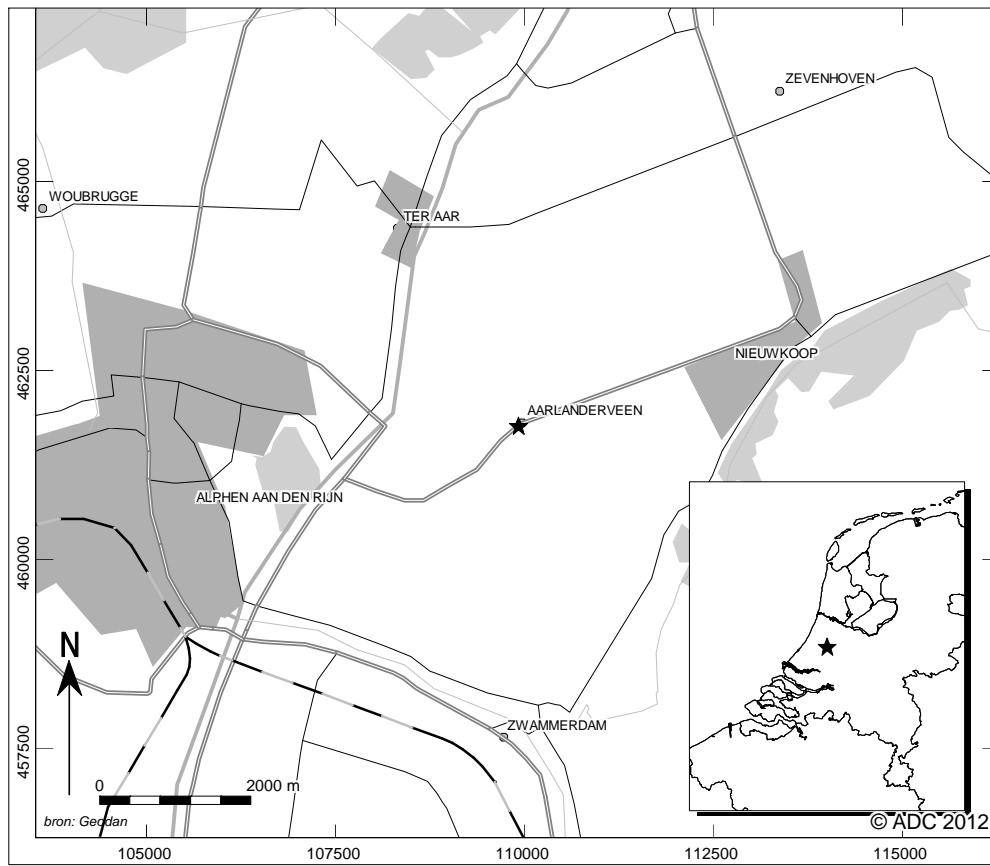 ZEVENHOVEN
WOUBRUGGE
TER AAR
NIEUWKOOP
AARLANDERVEEN
ALPHEN AAN DEN RIJN
ZWAMMERDAM
465000
462500
460000
457500
N
0 2000 m
bron: Geodan
© ADC 2012
105000 107500 110000 112500 115000